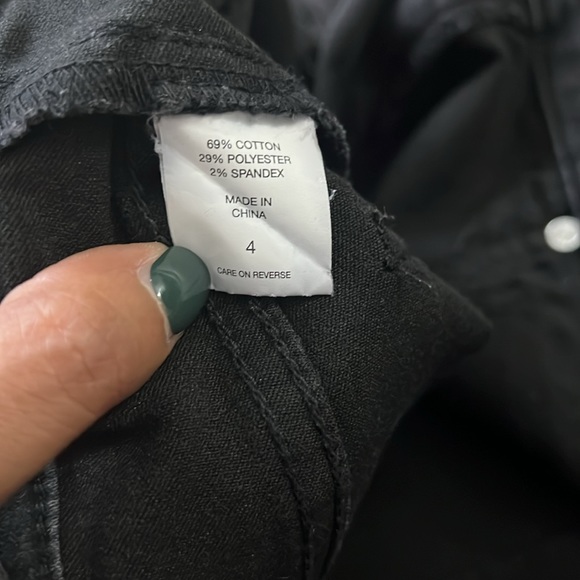 69% COTTON
29% POLYESTER
2% SPANDEX
MADE IN
CHINA
4
CARE ON REVERSE